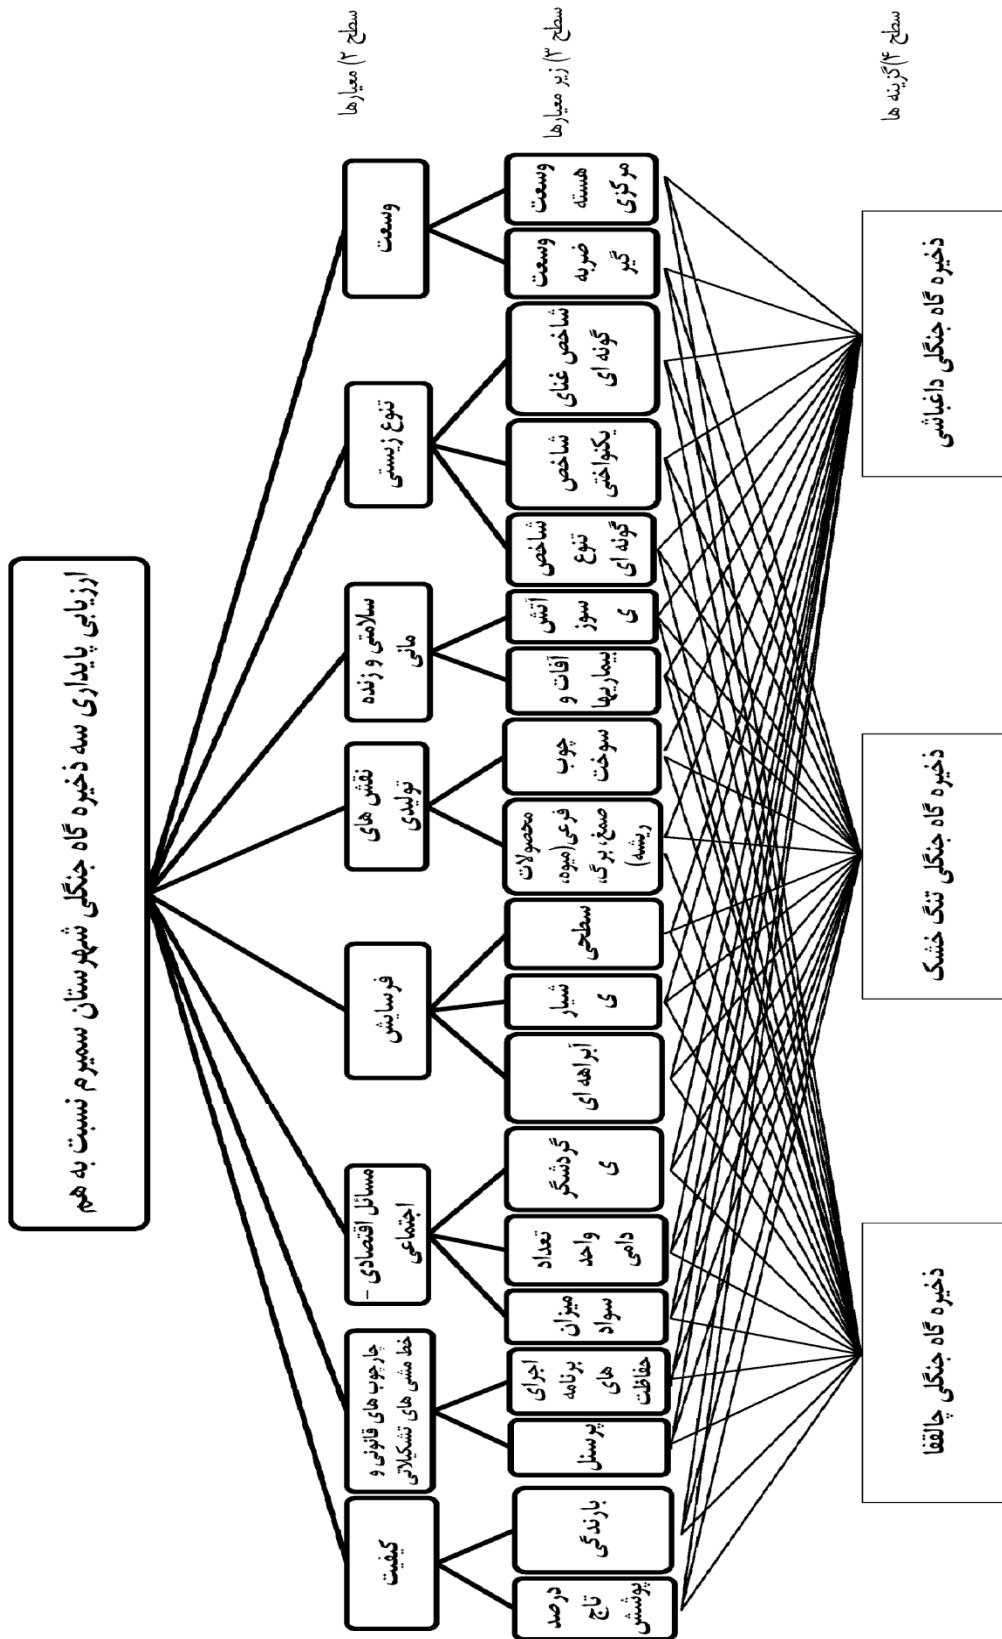 ارزیابی پایداری سه ذخیره گاه جنگلی شهرستان سمیرم نسبت به هم
سطح ۲) معیارها
وسعت
تنوع زیستی
سلامتی و زنده
مانی
نقش های
تولیدی
فرسایش
مسائل اقتصادی -
اجتماعی
چارچوب های قانونی و
خط مشی های تشکیلاتی
کیفیت
سطح ۳) زیر معیارها
وسعت
هسته
مرکزی
وسعت
ضربه
گیر
شاخص غنای
گونه ای
شاخص
یکنواختی
شاخص
تنوع
گونه ای
آتش
سوز
ی
آفات و
بیماریها
چوب
سوخت
محصولات
فرعی(میوه،
صمغ، برگ،
ریشه)
سطحی
شیار
ی
آبراهه ای
گردشگر
ی
تعداد
واحد
دامی
میزان
سواد
اجرای
برنامه
های
حفاظت
پرسنل
بارندگی
درصد
تاج
پوشش
سطح ۴)گزینه ها
ذخیره گاه جنگلی داغباشی
ذخیره گاه جنگلی تنگ خشک
ذخیره گاه جنگلی چالقفا